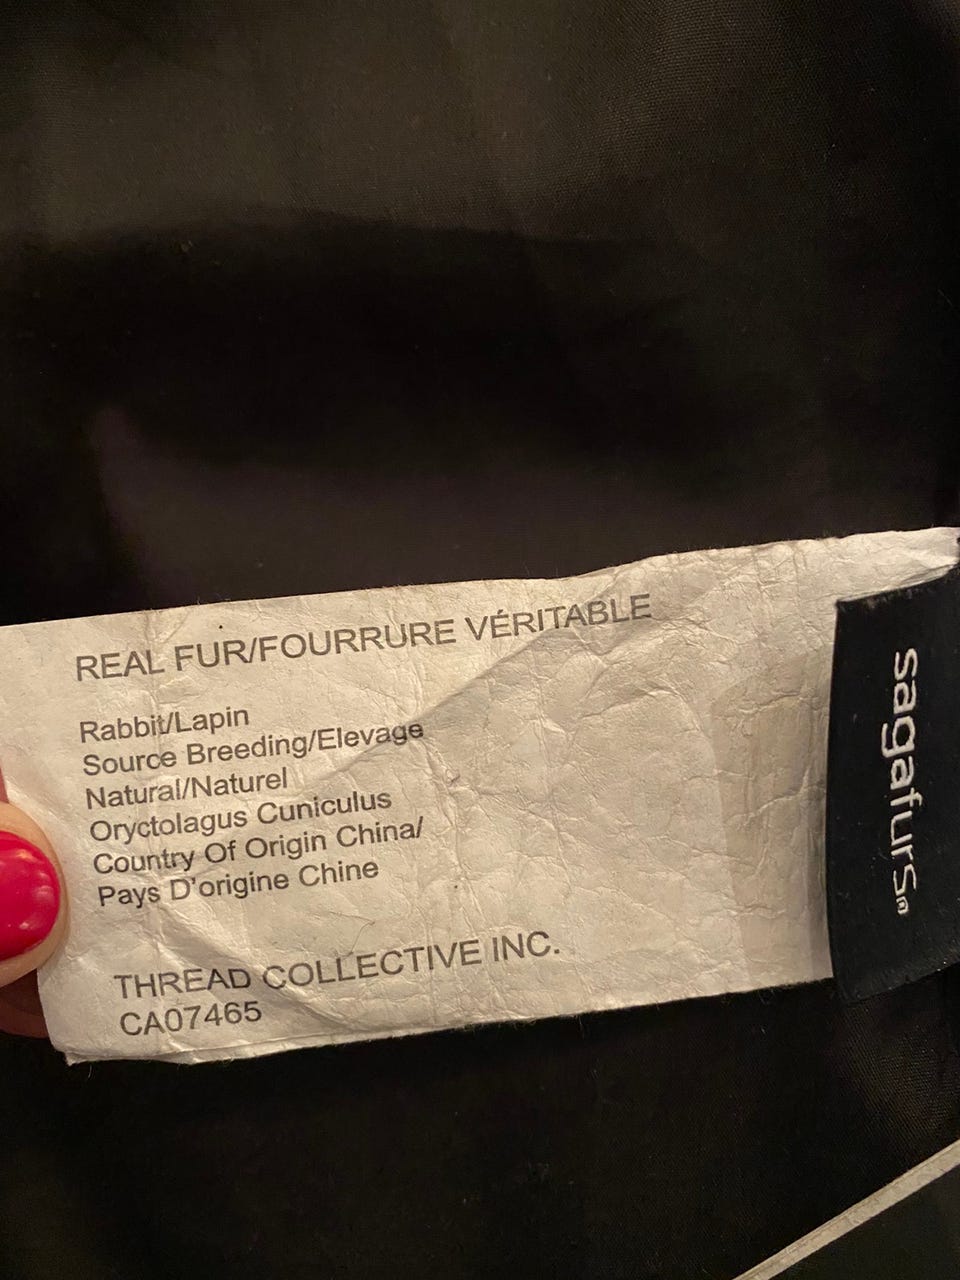 REAL FUR/FOURRURE VÉRITABLE
Rabbit/Lapin
Source Breeding/Elevage
Natural/Naturel
Oryctolagus Cuniculus
Country Of Origin China/
Pays D'origine Chine
THREAD COLLECTIVE INC.
CA07465
sagafurs